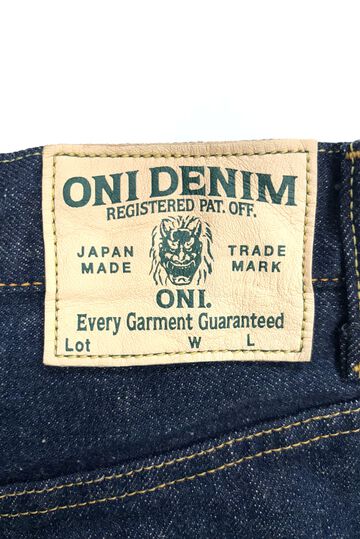 ONI DENIM
REGISTERED PAT. OFF.
JAPAN MADE
TRADE MARK
ONI.
Every Garment Guaranteed
Lot W L